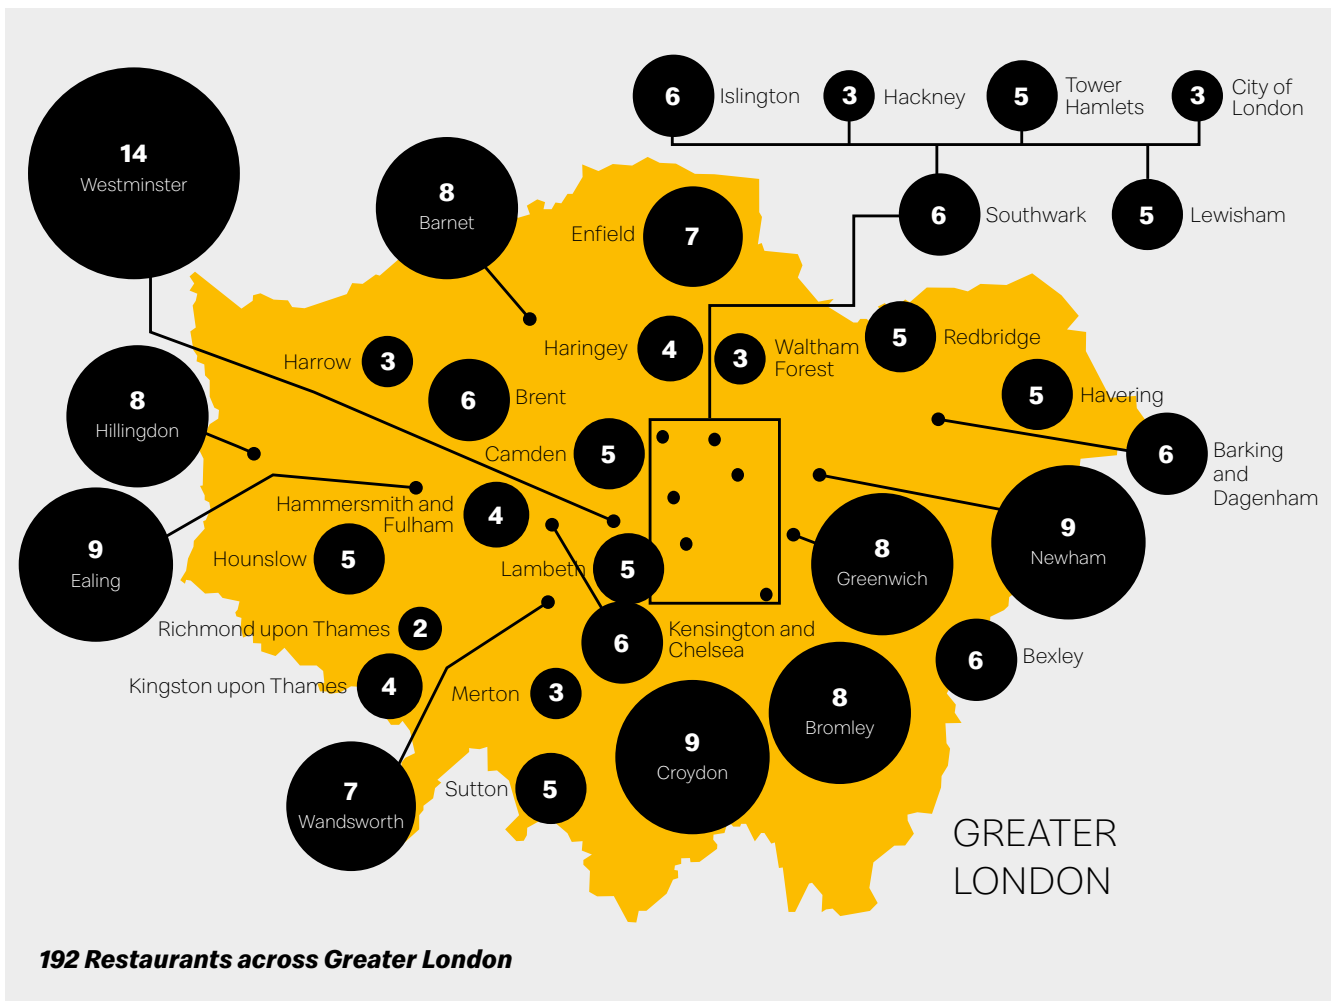 6
Islington
3
Hackney
5
Tower
Hamlets
3
City of
London
14
Westminster
8
Barnet
Enfield
7
6
Southwark
5
Lewisham
Harrow
3
Haringey
4
3
Waltham
Forest
5
Redbridge
8
Hillingdon
6
Brent
5
Havering
Camden
5
6
Barking
and
Dagenham
9
Ealing
Hammersmith and
Fulham
4
Hounslow
5
Lambeth
5
8
Greenwich
9
Newham
Richmond upon Thames
2
6
Kensington and
Chelsea
6
Bexley
Kingston upon Thames
4
Merton
3
8
Bromley
7
Wandsworth
Sutton
5
9
Croydon
GREATER
LONDON
192 Restaurants across Greater London